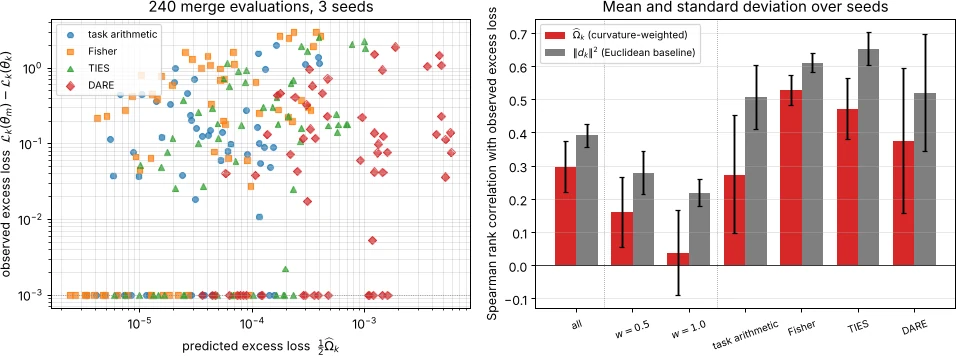 240 merge evaluations, 3 seeds
task arithmetic
Fisher
TIES
DARE
observed excess loss ℒₖ(θₘ) − ℒₖ(θₖ)
10⁰
10⁻¹
10⁻²
10⁻³
10⁻⁵
10⁻⁴
10⁻³
predicted excess loss ½Ω̂ₖ
Mean and standard deviation over seeds
Ω̂ₖ (curvature-weighted)
‖dₖ‖² (Euclidean baseline)
Spearman rank correlation with observed excess loss
0.7
0.6
0.5
0.4
0.3
0.2
0.1
0.0
−0.1
all
w = 0.5
w = 1.0
task arithmetic
Fisher
TIES
DARE